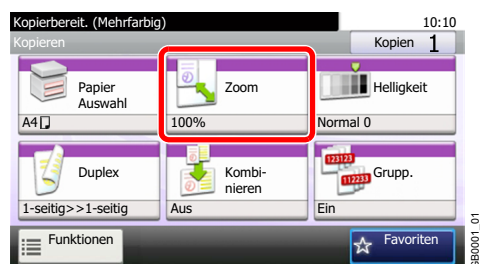 Kopierbereit. (Mehrfarbig)
10:10
Kopieren
Kopien 1
Papier
Auswahl
A4
Zoom
100%
Helligkeit
Normal 0
Duplex
1-seitig>>1-seitig
Kombi-
nieren
Aus
123123
112233
Grupp.
Ein
Funktionen
Favoriten
GB0001_01